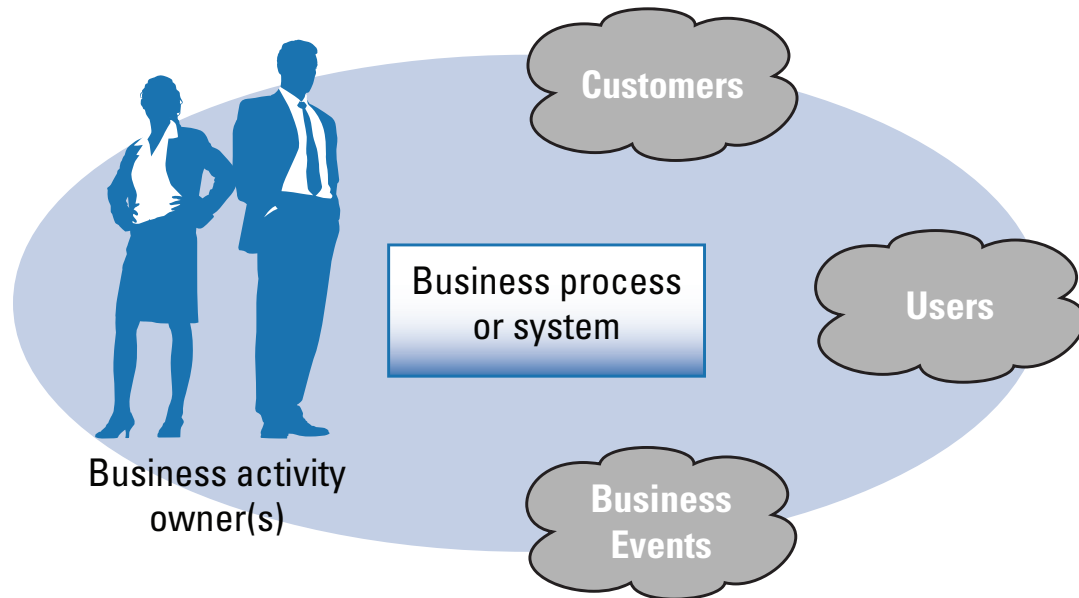 Customers
Business process
or system
Users
Business activity
owner(s)
Business
Events